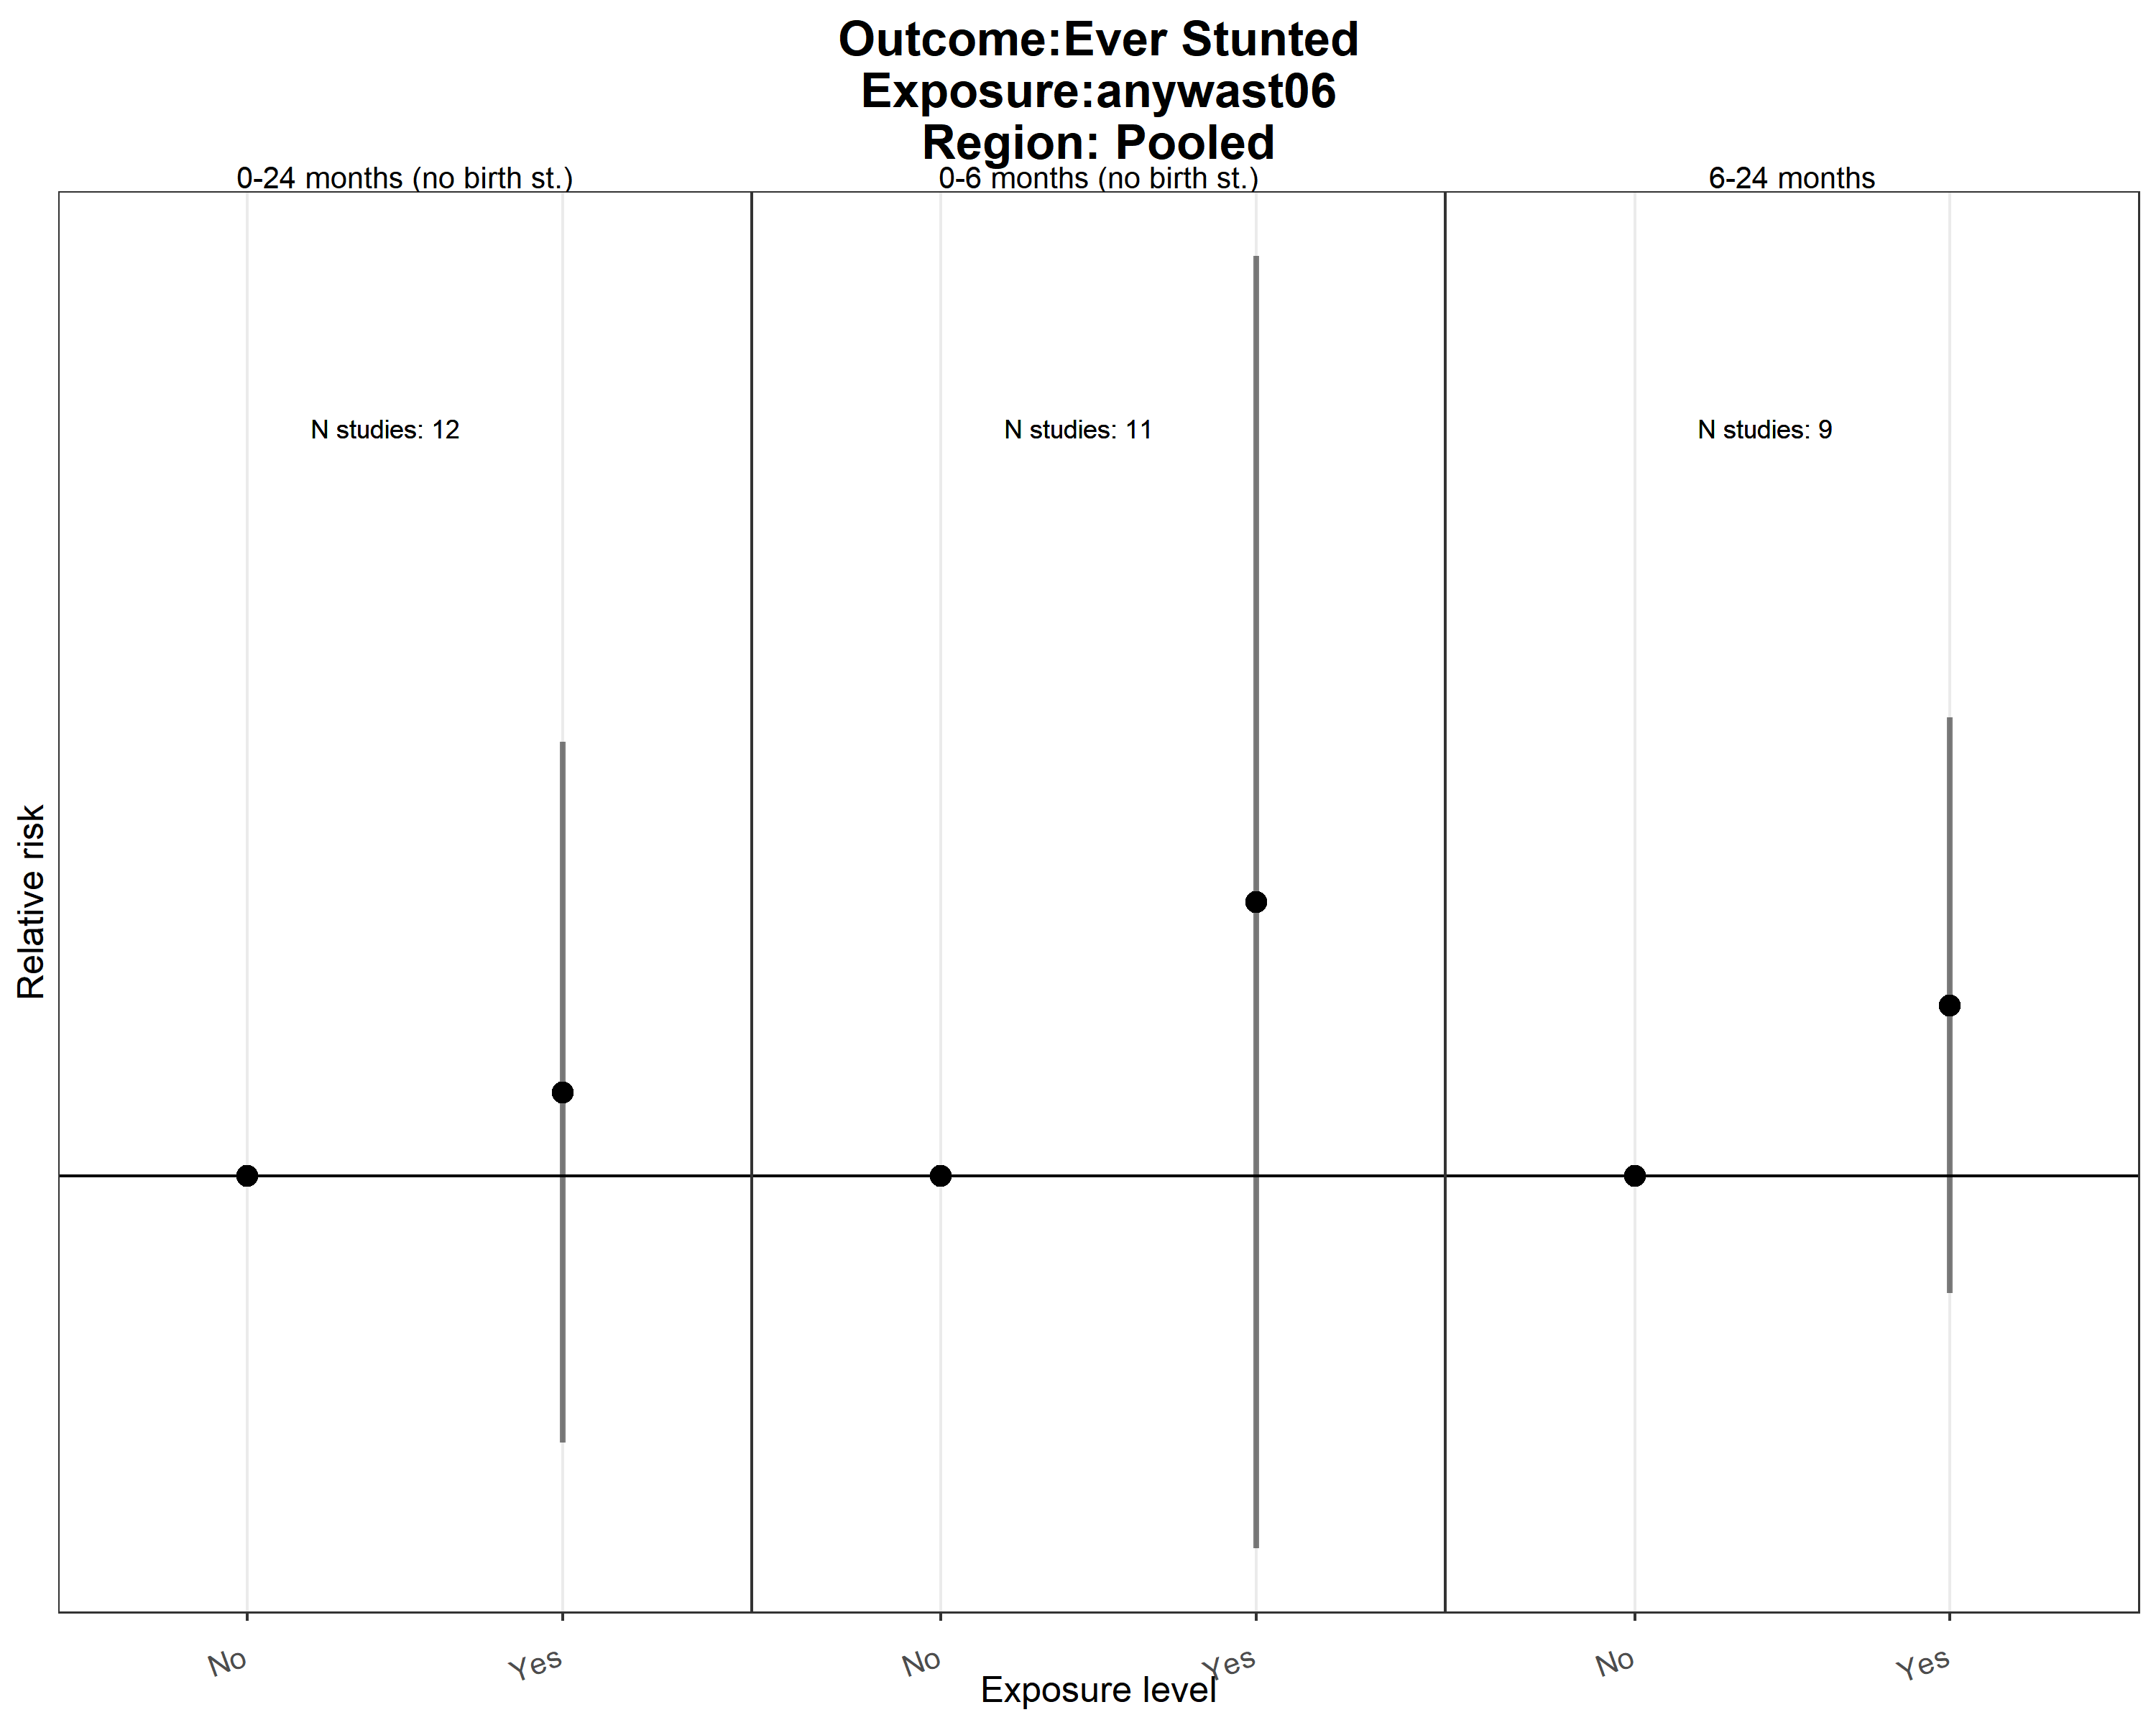 Outcome:Ever Stunted
Exposure:anywast06
Region: Pooled
0-24 months (no birth st.)
0-6 months (no birth st.)
6-24 months
N studies: 12
N studies: 11
N studies: 9
Relative risk
No
Yes
No
Yes
No
Yes
Exposure level